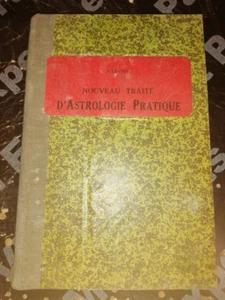 NOUVEAU TRAITÉ
D'ASTROLOGIE PRATIQUE